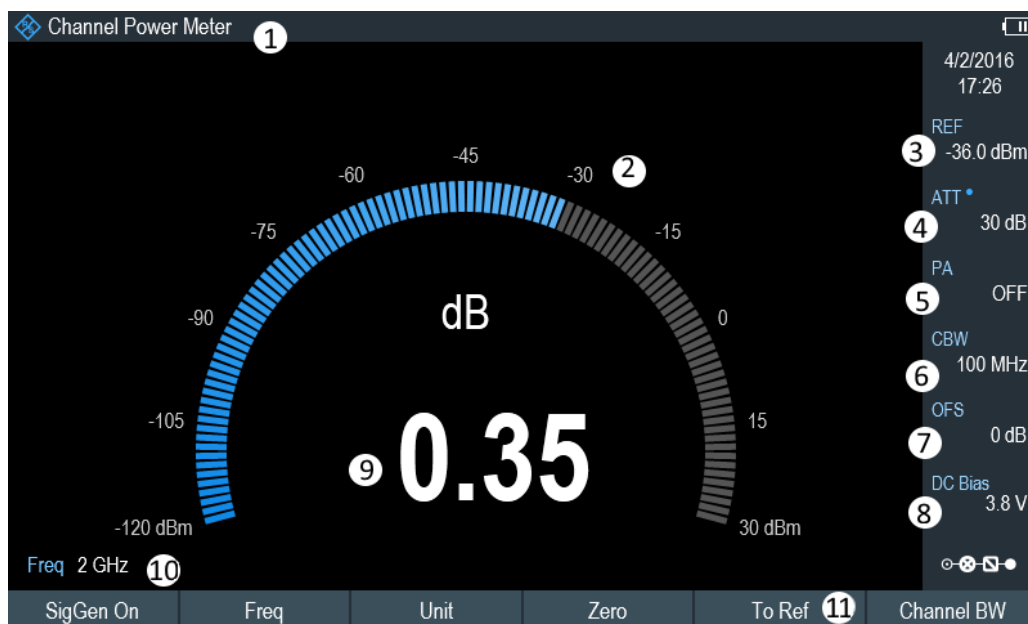 Channel Power Meter
1
4/2/2016
17:26
REF
3
-36.0 dBm
ATT
4
30 dB
PA
5
OFF
CBW
6
100 MHz
OFS
7
0 dB
DC Bias
8
3.8 V
-45
-60
-30
2
-75
-15
dB
-90
0
-105
15
9
0.35
-120 dBm
30 dBm
Freq 2 GHz
10
SigGen On
Freq
Unit
Zero
To Ref
11
Channel BW